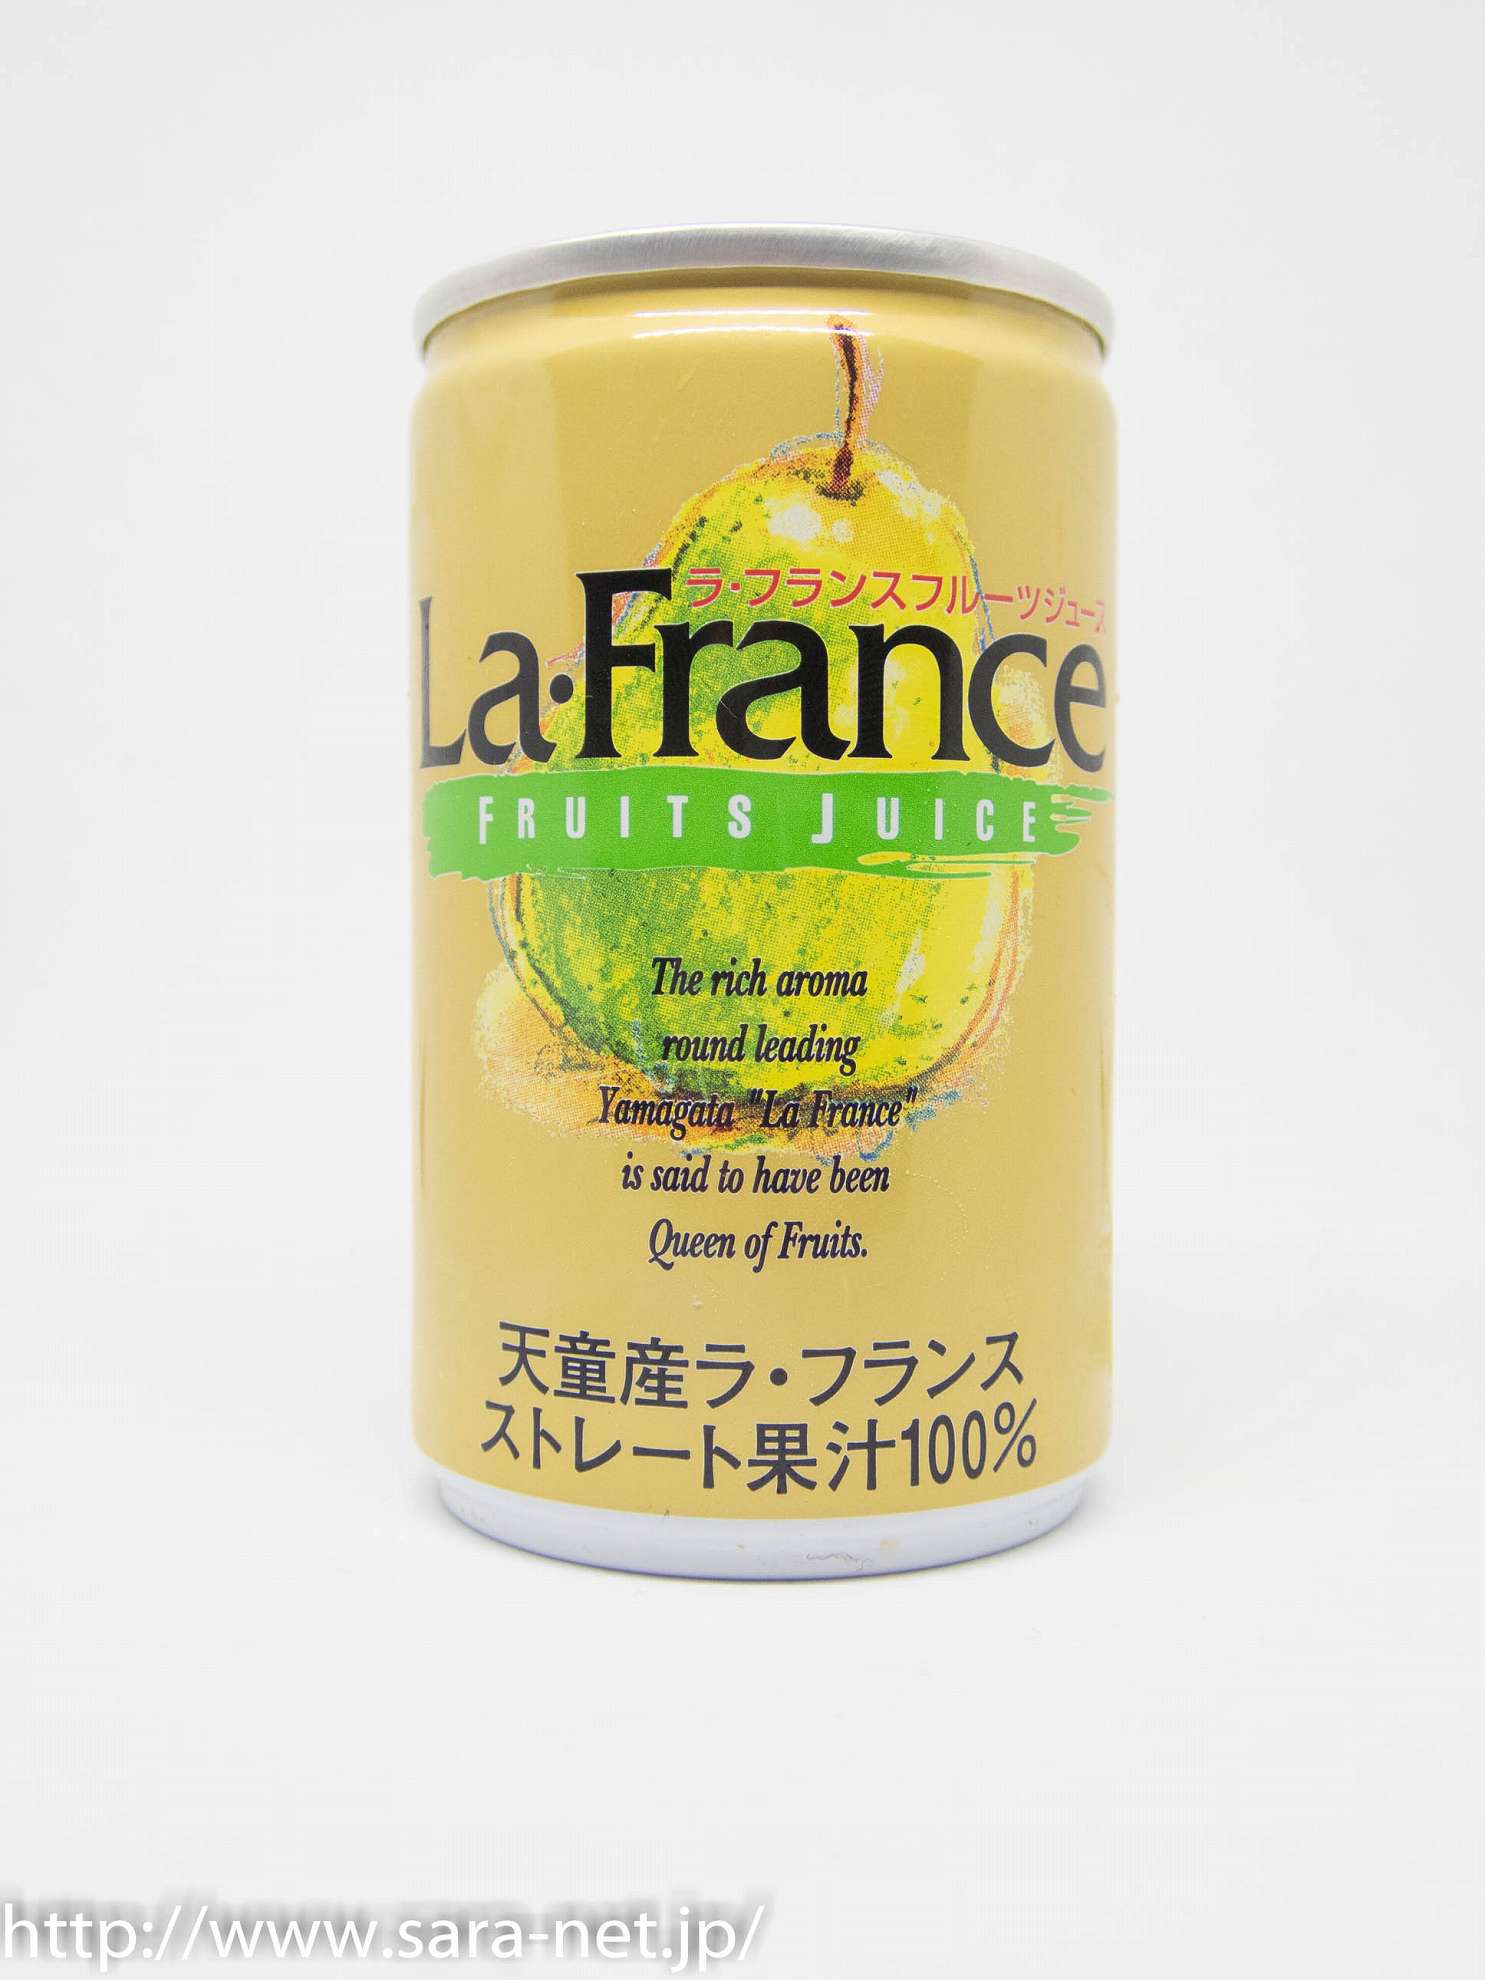 ラ・フランスフルーツジュース
La・France
FRUITS JUICE
The rich aroma
round leading
Yamagata "La France"
is said to have been
Queen of Fruits.
天童産ラ・フランス
ストレート果汁100%
http://www.sara-net.jp/